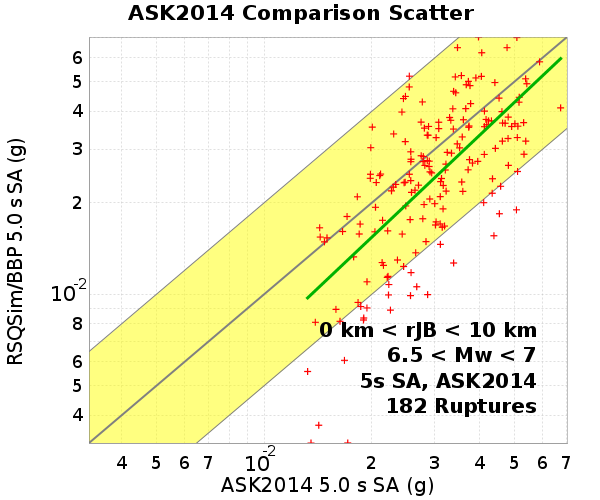 ASK2014 Comparison Scatter
RSQSim/BBP 5.0 s SA (g)
6
5
4
3
2
10-2
8
6
5
4
0 km < rJB < 10 km
6.5 < Mw < 7
5s SA, ASK2014
182 Ruptures
4 5 6 7 10-2 2 3 4 5 6 7
ASK2014 5.0 s SA (g)